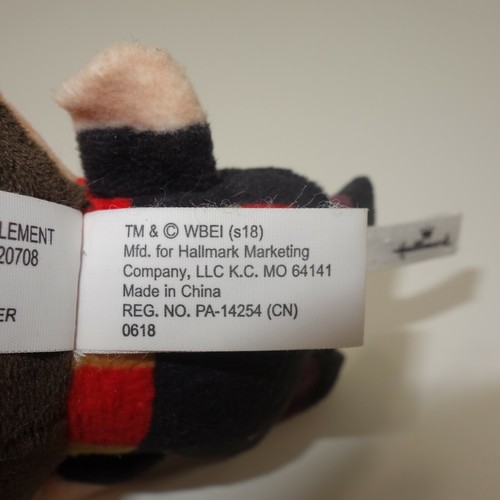 LEMENT
20708
ER
TM & © WBEI (s18)
Mfd. for Hallmark Marketing
Company, LLC K.C. MO 64141
Made in China
REG. NO. PA-14254 (CN)
0618
Hallmark